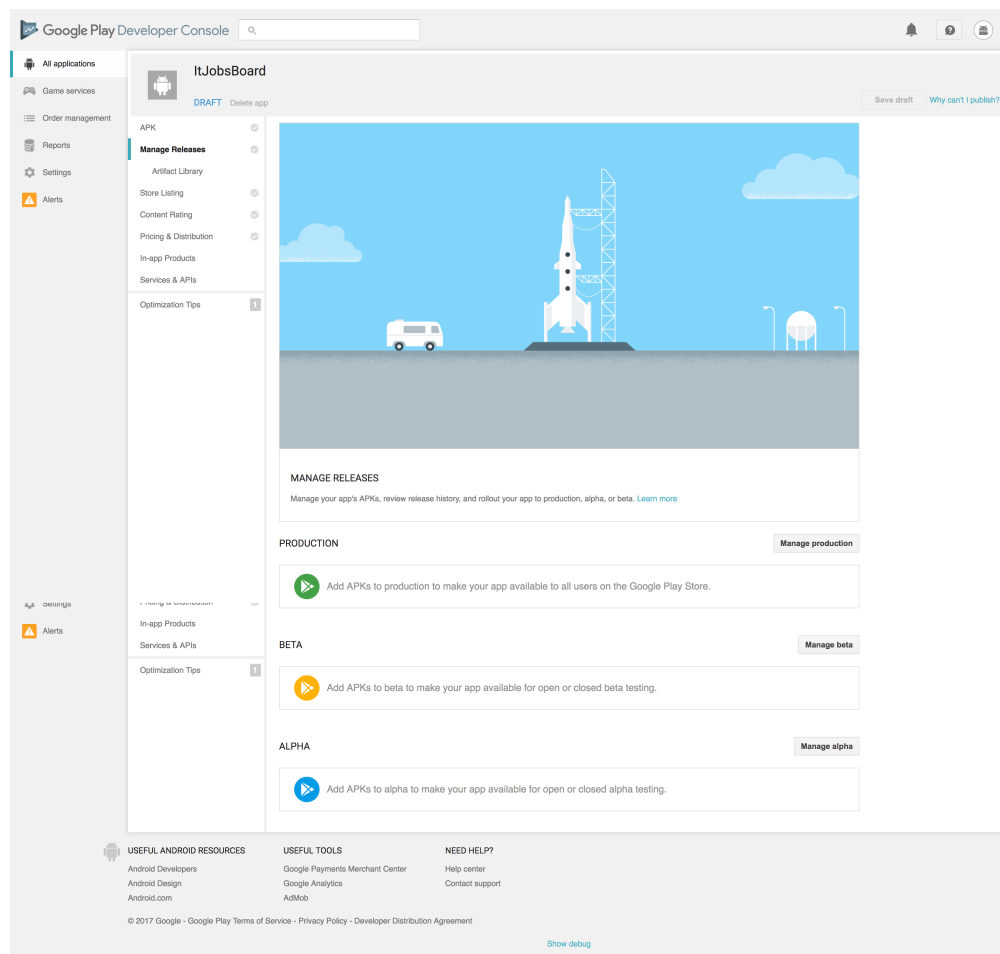 Google Play Developer Console
All applications
Game services
Order management
Reports
Settings
Alerts
ItJobsBoard
DRAFT Delete app
Save draft Why can't I publish?
APK
Manage Releases
Artifact Library
Store Listing
Content Rating
Pricing & Distribution
In-app Products
Services & APIs
Optimization Tips 1
MANAGE RELEASES
Manage your app's APKs, review release history, and rollout your app to production, alpha, or beta. Learn more
PRODUCTION Manage production
Add APKs to production to make your app available to all users on the Google Play Store.
Settings
Alerts
Pricing & Distribution
In-app Products
Services & APIs
Optimization Tips 1
BETA Manage beta
Add APKs to beta to make your app available for open or closed beta testing.
ALPHA Manage alpha
Add APKs to alpha to make your app available for open or closed alpha testing.
USEFUL ANDROID RESOURCES
Android Developers
Android Design
Android.com
USEFUL TOOLS
Google Payments Merchant Center
Google Analytics
AdMob
NEED HELP?
Help center
Contact support
© 2017 Google - Google Play Terms of Service - Privacy Policy - Developer Distribution Agreement
Show debug